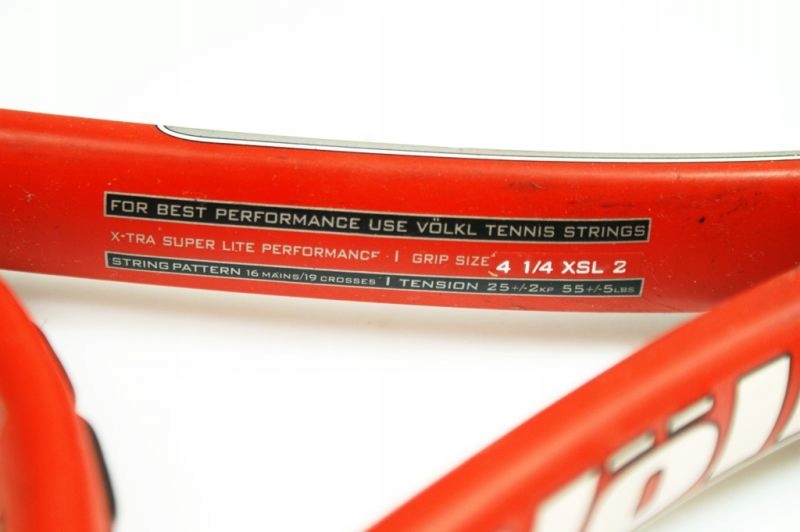 FOR BEST PERFORMANCE USE VÖLKL TENNIS STRINGS
X-TRA SUPER LITE PERFORMANCE | GRIP SIZE 4 1/4 XSL 2
STRING PATTERN 16 MAINS/19 CROSSES | TENSION 25+/-2KP 55+/-5LBS